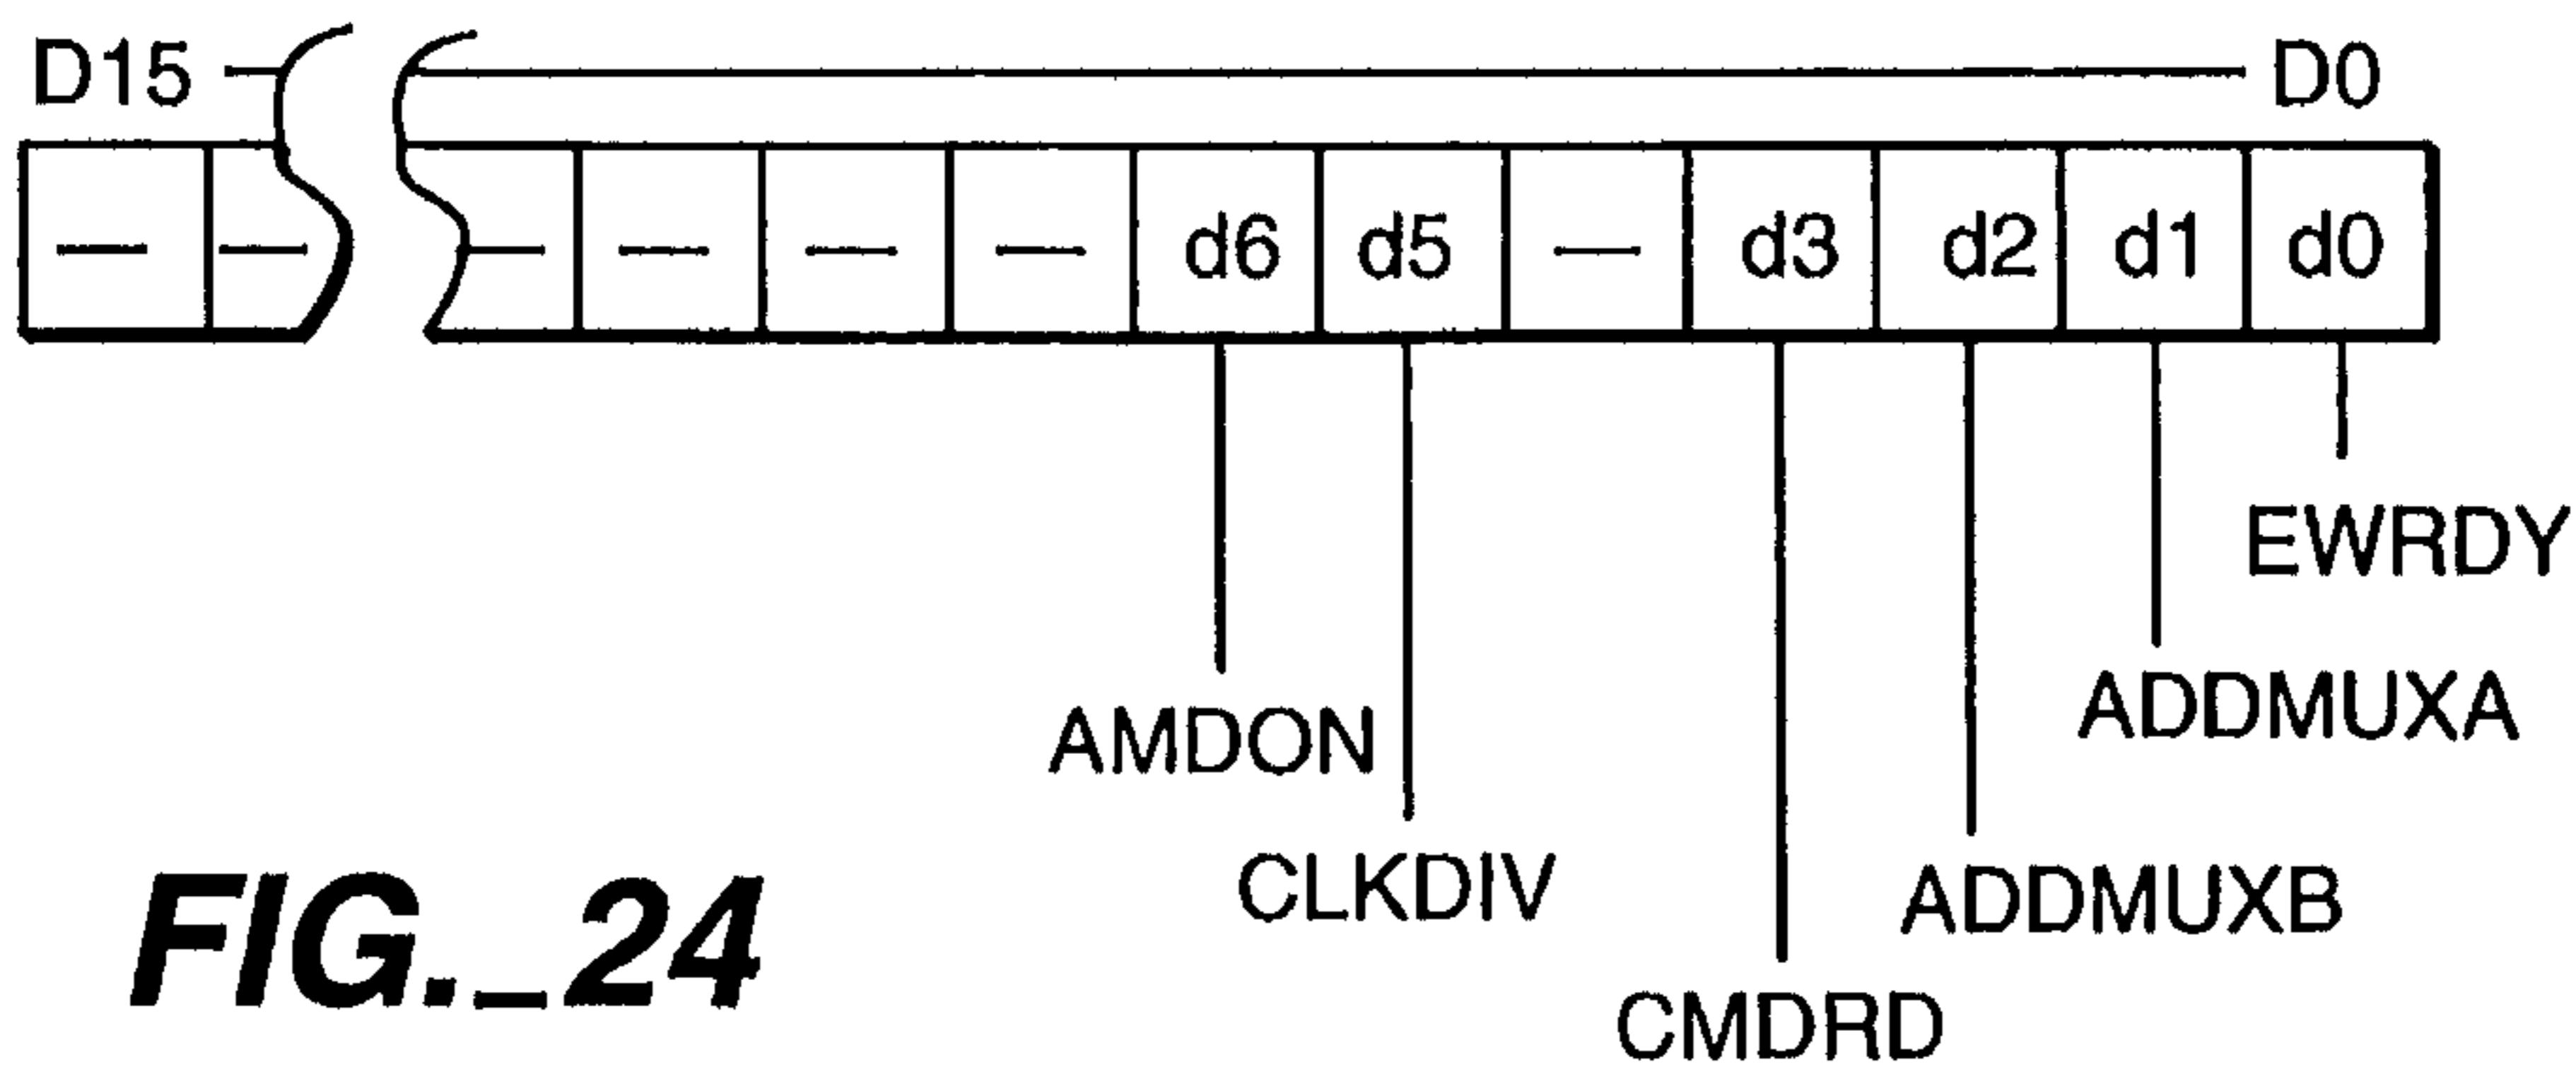 D15 D0
— — — — — — d6 d5 — d3 d2 d1 d0
EWRDY
ADDMUXA
AMDON
CLKDIV
ADDMUXB
CMDRD
FIG._24